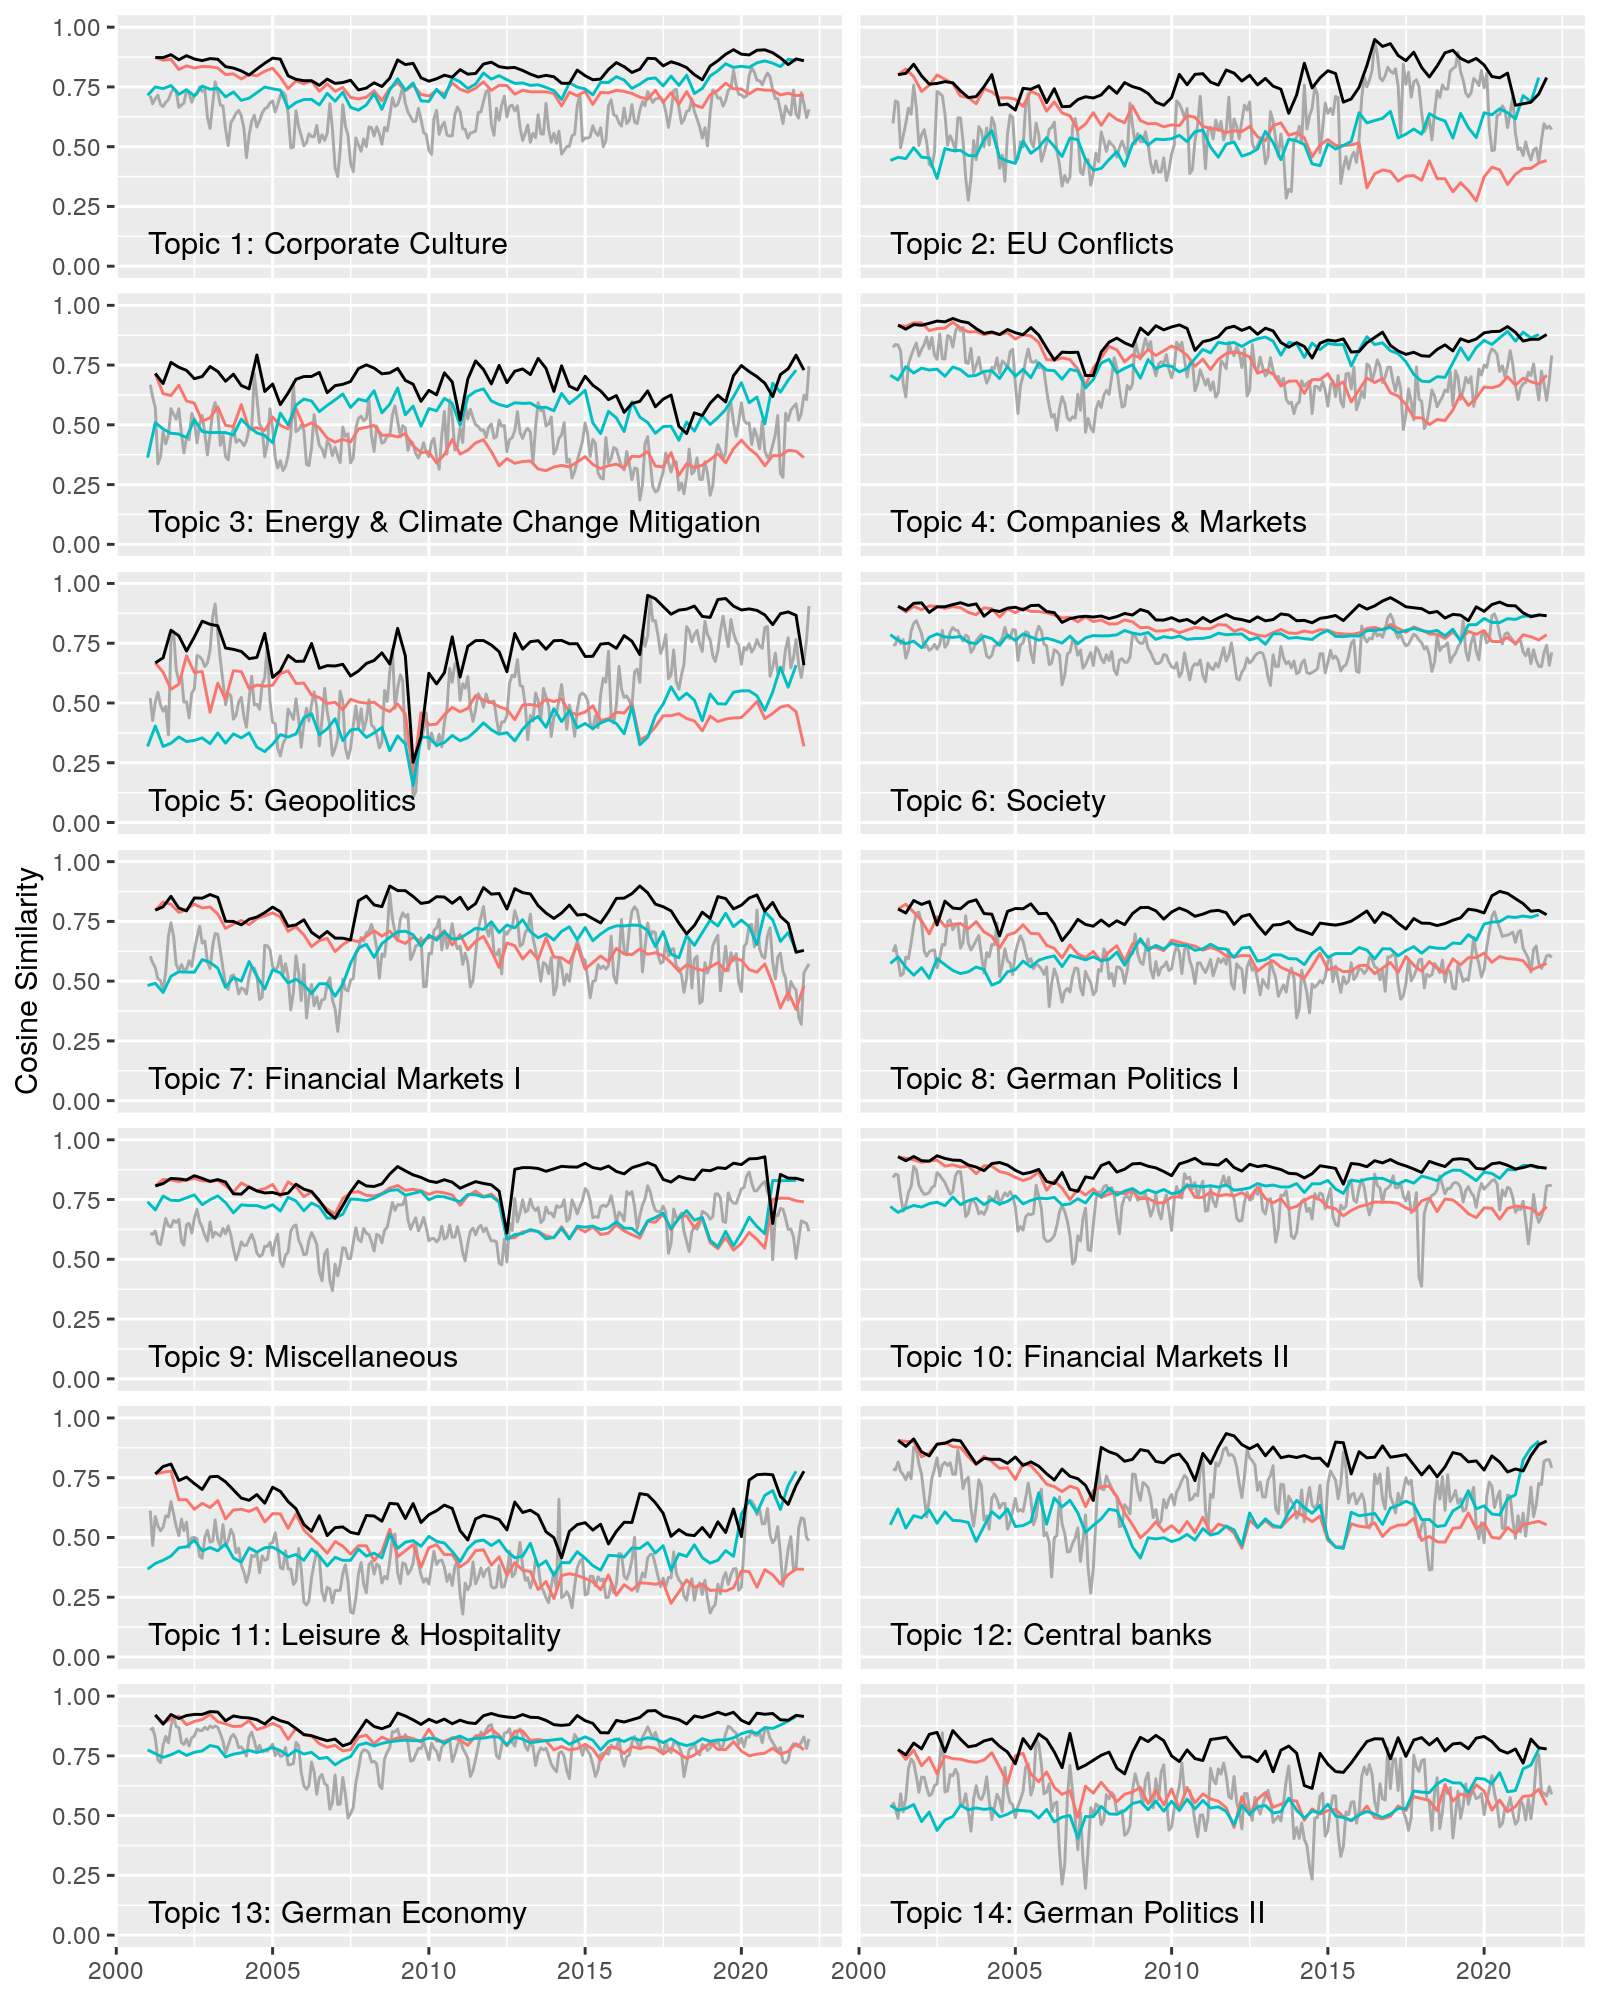 1.00
0.75
0.50
0.25
0.00
Topic 1: Corporate Culture
Topic 2: EU Conflicts
1.00
0.75
0.50
0.25
0.00
Topic 3: Energy & Climate Change Mitigation
Topic 4: Companies & Markets
1.00
0.75
0.50
0.25
0.00
Topic 5: Geopolitics
Topic 6: Society
Cosine Similarity
1.00
0.75
0.50
0.25
0.00
Topic 7: Financial Markets I
Topic 8: German Politics I
1.00
0.75
0.50
0.25
0.00
Topic 9: Miscellaneous
Topic 10: Financial Markets II
1.00
0.75
0.50
0.25
0.00
Topic 11: Leisure & Hospitality
Topic 12: Central banks
1.00
0.75
0.50
0.25
0.00
Topic 13: German Economy
Topic 14: German Politics II
2000 2005 2010 2015 2020 2000 2005 2010 2015 2020